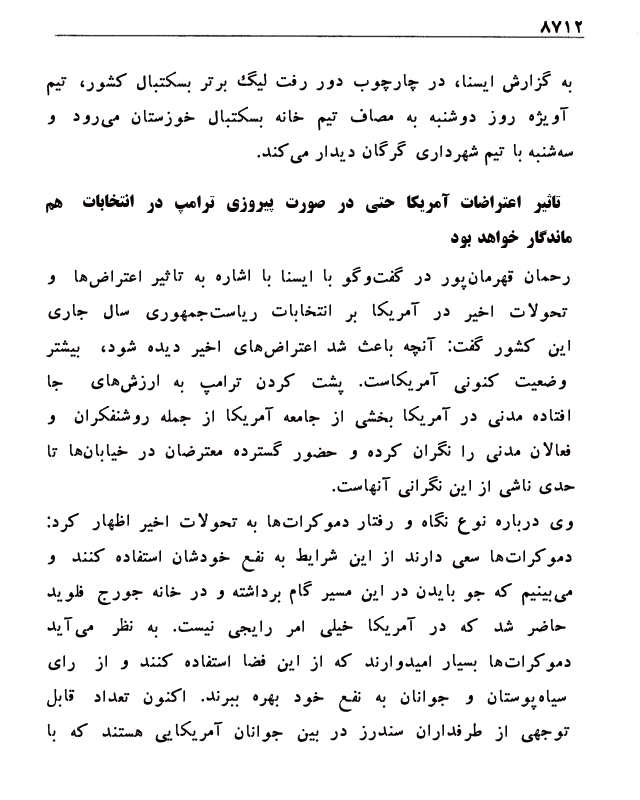 ۸۷۱۲
به گزارش ایسنا، در چارچوب دور رفت لیگ برتر بسکتبال کشور، تیم
آویژه روز دوشنبه به مصاف تیم خانه بسکتبال خوزستان می‌رود و
سه‌شنبه با تیم شهرداری گرگان دیدار می‌کند.
تاثیر اعتراضات آمریکا حتی در صورت پیروزی ترامپ در انتخابات هم
ماندگار خواهد بود
رحمان قهرمان‌پور در گفت‌وگو با ایسنا با اشاره به تاثیر اعتراض‌ها و
تحولات اخیر در آمریکا بر انتخابات ریاست‌جمهوری سال جاری
این کشور گفت: آنچه باعث شد اعتراض‌های اخیر دیده شود، بیشتر
وضعیت کنونی آمریکاست. پشت کردن ترامپ به ارزش‌های جا
افتاده مدنی در آمریکا بخشی از جامعه آمریکا از جمله روشنفکران و
فعالان مدنی را نگران کرده و حضور گسترده معترضان در خیابان‌ها تا
حدی ناشی از این نگرانی آنهاست.
وی درباره نوع نگاه و رفتار دموکرات‌ها به تحولات اخیر اظهار کرد:
دموکرات‌ها سعی دارند از این شرایط به نفع خودشان استفاده کنند و
می‌بینیم که جو بایدن در این مسیر گام برداشته و در خانه جورج فلوید
حاضر شد که در آمریکا خیلی امر رایجی نیست. به نظر می‌آید
دموکرات‌ها بسیار امیدوارند که از این فضا استفاده کنند و از رای
سیاه‌پوستان و جوانان به نفع خود بهره ببرند. اکنون تعداد قابل
توجهی از طرفداران سندرز در بین جوانان آمریکایی هستند که با